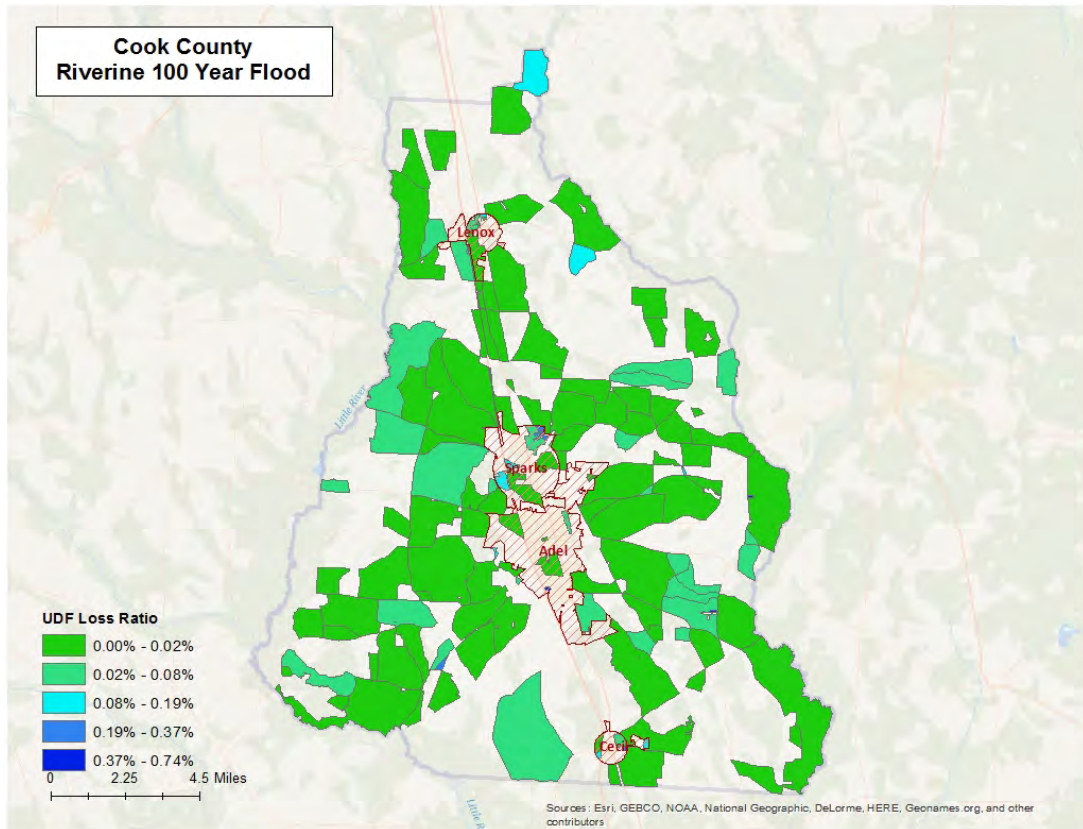 Cook County
Riverine 100 Year Flood
Lenox
Little River
Sparks
Adel
Cecil
UDF Loss Ratio
0.00% - 0.02%
0.02% - 0.08%
0.08% - 0.19%
0.19% - 0.37%
0.37% - 0.74%
0 2.25 4.5 Miles
Little R
Sources: Esri, GEBCO, NOAA, National Geographic, DeLorme, HERE, Geonames.org, and other
contributors